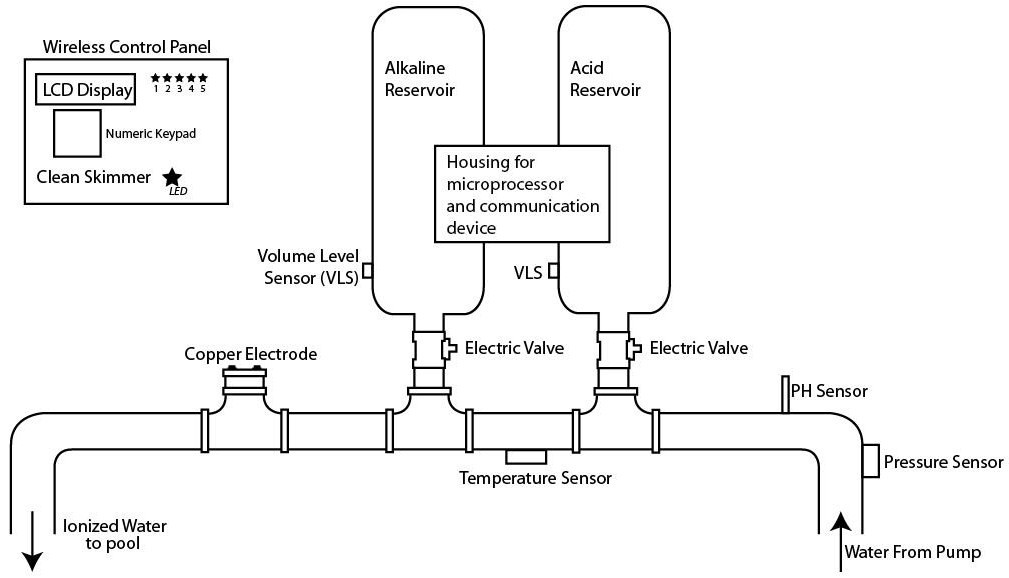 Wireless Control Panel
LCD Display
1 2 3 4 5
Numeric Keypad
Clean Skimmer
LED
Alkaline
Reservoir
Acid
Reservoir
Housing for
microprocessor
and communication
device
Volume Level
Sensor (VLS)
VLS
Copper Electrode
Electric Valve
Electric Valve
PH Sensor
Temperature Sensor
Pressure Sensor
Ionized Water
to pool
Water From Pump